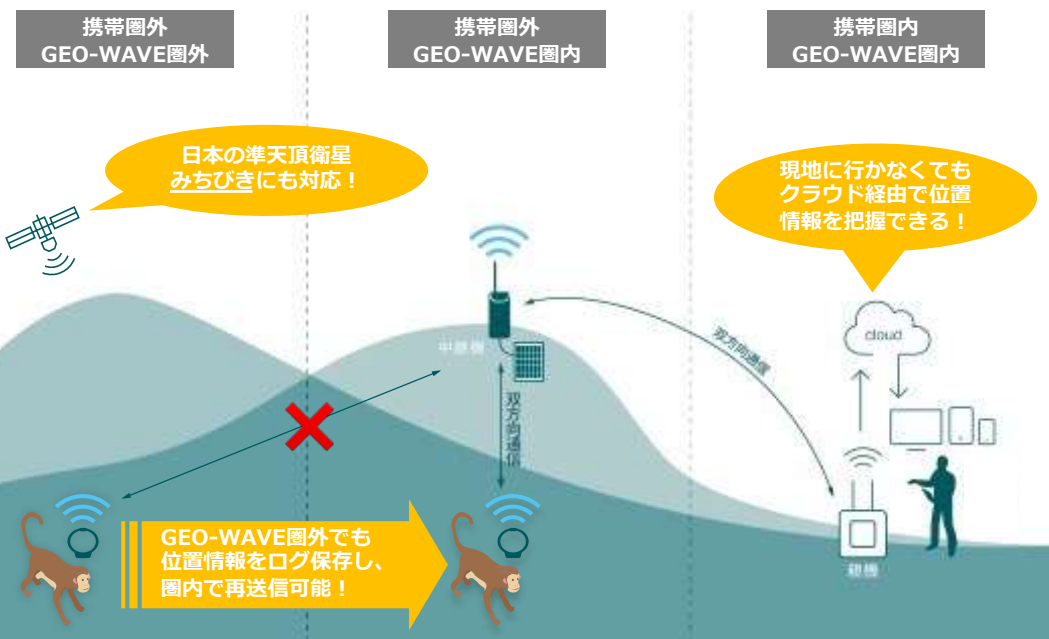 携帯圏外
GEO-WAVE圏外
携帯圏外
GEO-WAVE圏内
携帯圏内
GEO-WAVE圏内
日本の準天頂衛星
みちびきにも対応！
現地に行かなくても
クラウド経由で位置
情報を把握できる！
cloud
中継機
双方向通信
双方向通信
GEO-WAVE圏外でも
位置情報をログ保存し、
圏内で再送信可能！
親機